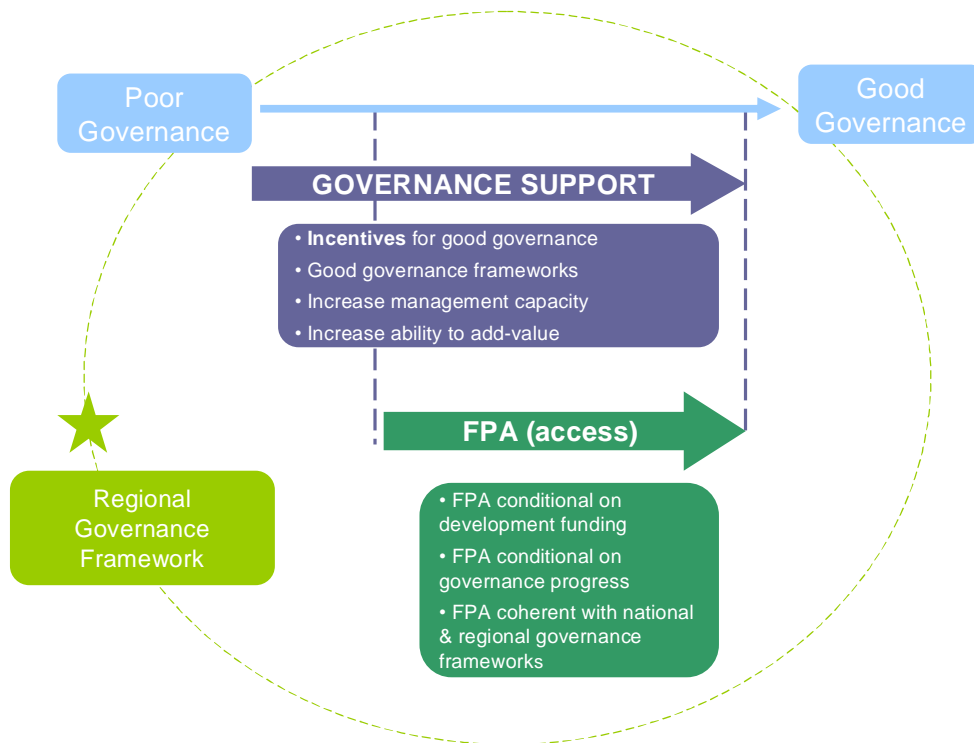 Poor
Governance
Good
Governance
GOVERNANCE SUPPORT
• Incentives for good governance
• Good governance frameworks
• Increase management capacity
• Increase ability to add-value
FPA (access)
Regional
Governance
Framework
• FPA conditional on
development funding
• FPA conditional on
governance progress
• FPA coherent with national
& regional governance
frameworks